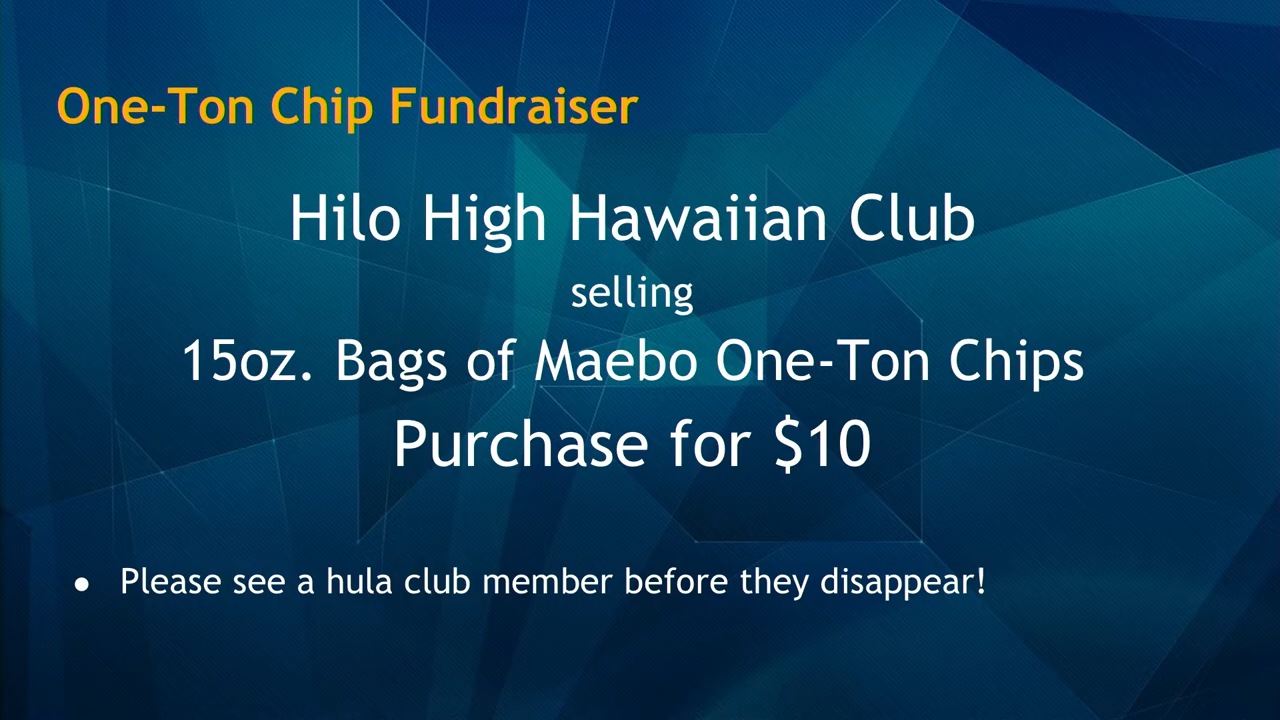 One-Ton Chip Fundraiser
Hilo High Hawaiian Club
selling
15oz. Bags of Maebo One-Ton Chips
Purchase for $10
● Please see a hula club member before they disappear!